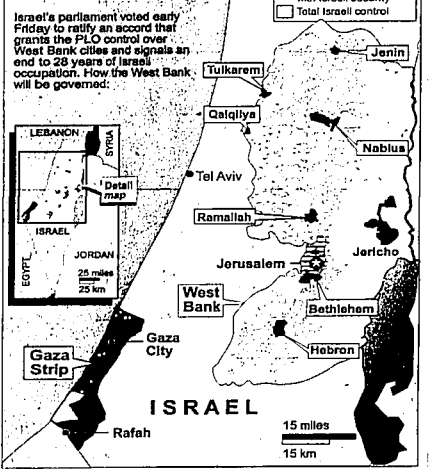 Israel's parliament voted early
Friday to ratify an accord that
grants the PLO control over
West Bank cities and signals an
end to 28 years of Israeli
occupation. How the West Bank
will be governed:
Total Israeli control
Jenin
Tulkarem
Qalqilya
Nablus
LEBANON
SYRIA
Detail
map
ISRAEL
EGYPT
JORDAN
25 miles
25 km
Tel Aviv
Ramallah
Jericho
Jerusalem
West
Bank
Bethlehem
Hebron
Gaza
City
Gaza
Strip
Rafah
ISRAEL
15 miles
15 km